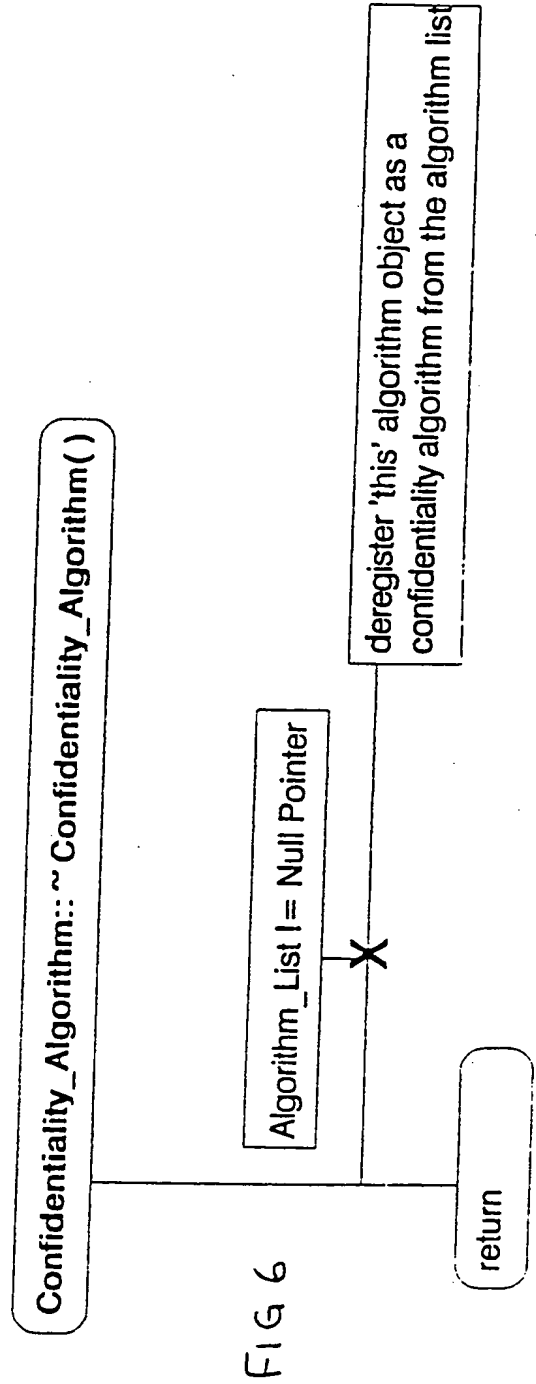 Confidentiality_Algorithm:: ~ Confidentiality_Algorithm( )
Algorithm_List != Null Pointer
deregister 'this' algorithm object as a
confidentiality algorithm from the algorithm list
return
FIG 6